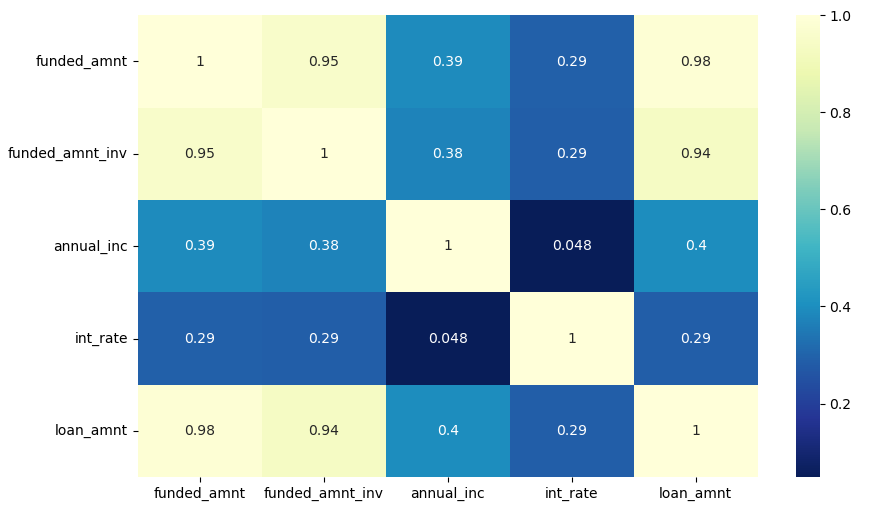 funded_amnt 1 0.95 0.39 0.29 0.98
funded_amnt_inv 0.95 1 0.38 0.29 0.94
annual_inc 0.39 0.38 1 0.048 0.4
int_rate 0.29 0.29 0.048 1 0.29
loan_amnt 0.98 0.94 0.4 0.29 1
funded_amnt funded_amnt_inv annual_inc int_rate loan_amnt
1.0
0.8
0.6
0.4
0.2